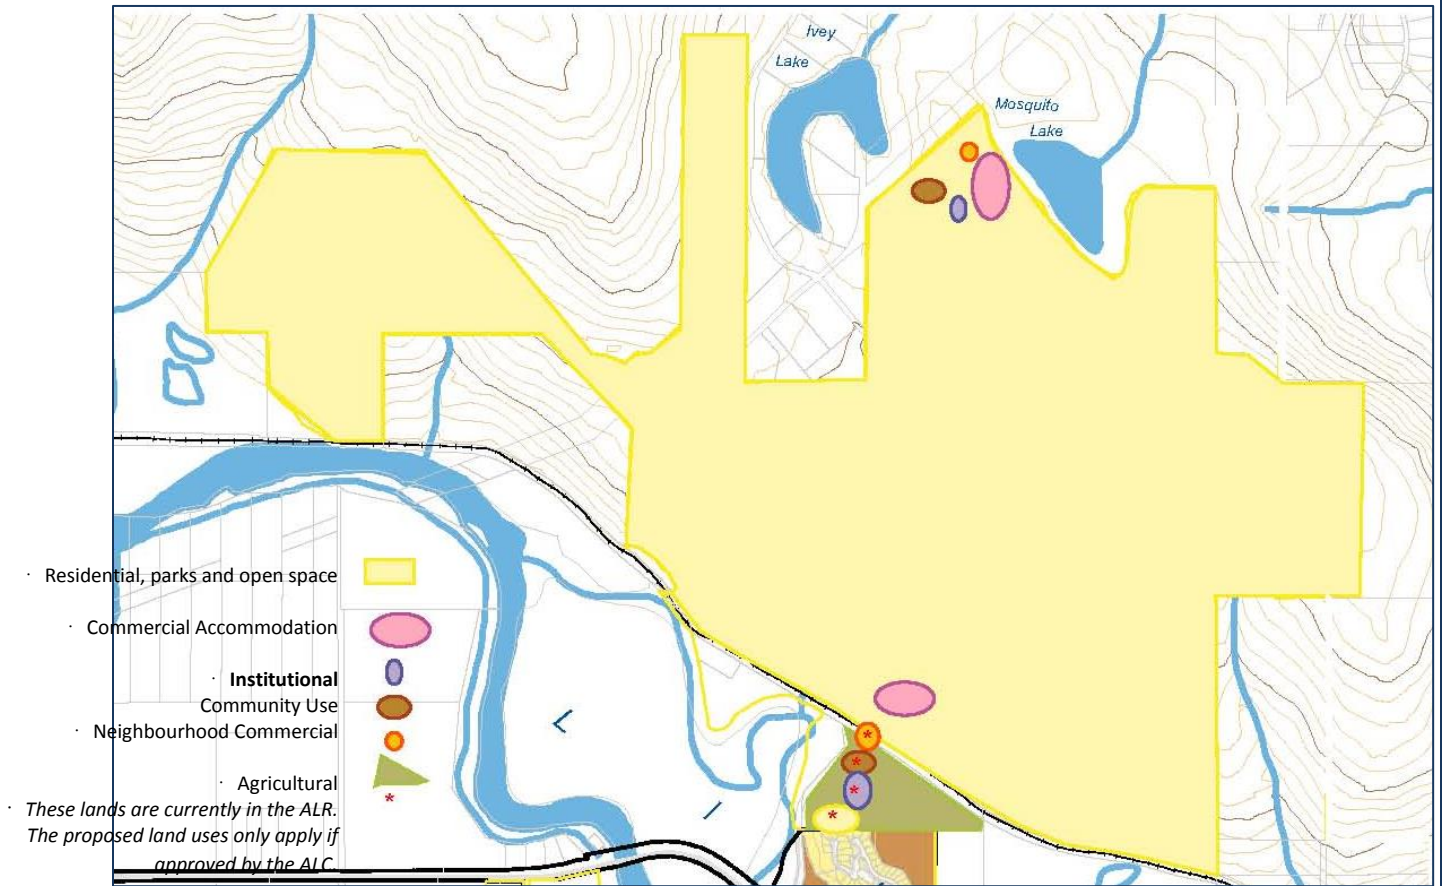 Ivey
Lake
Mosquito
Lake
· Residential, parks and open space
· Commercial Accommodation
· Institutional
Community Use
· Neighbourhood Commercial
· Agricultural
*
· These lands are currently in the ALR.
The proposed land uses only apply if
approved by the ALC.
*
*
*
*